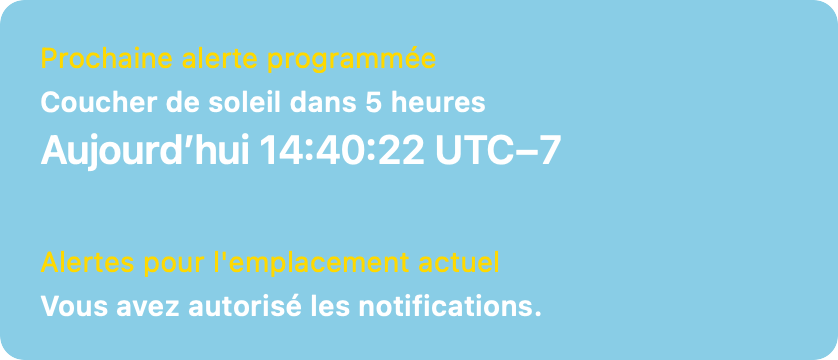 Prochaine alerte programmée
Coucher de soleil dans 5 heures
Aujourd’hui 14:40:22 UTC−7
Alertes pour l'emplacement actuel
Vous avez autorisé les notifications.